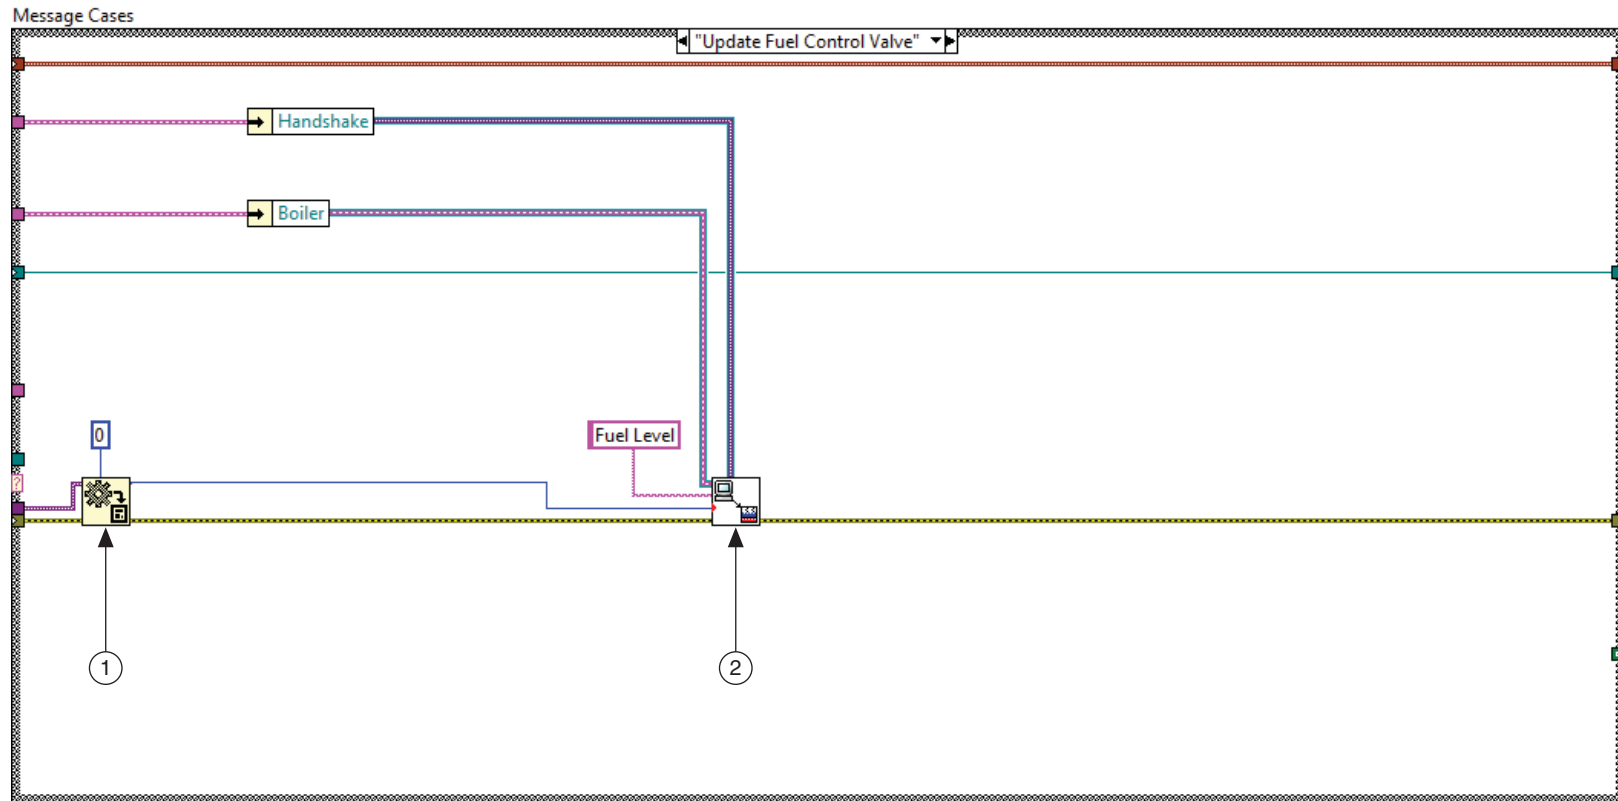 Message Cases
"Update Fuel Control Valve"
Handshake
Boiler
0
Fuel Level
?
1
2